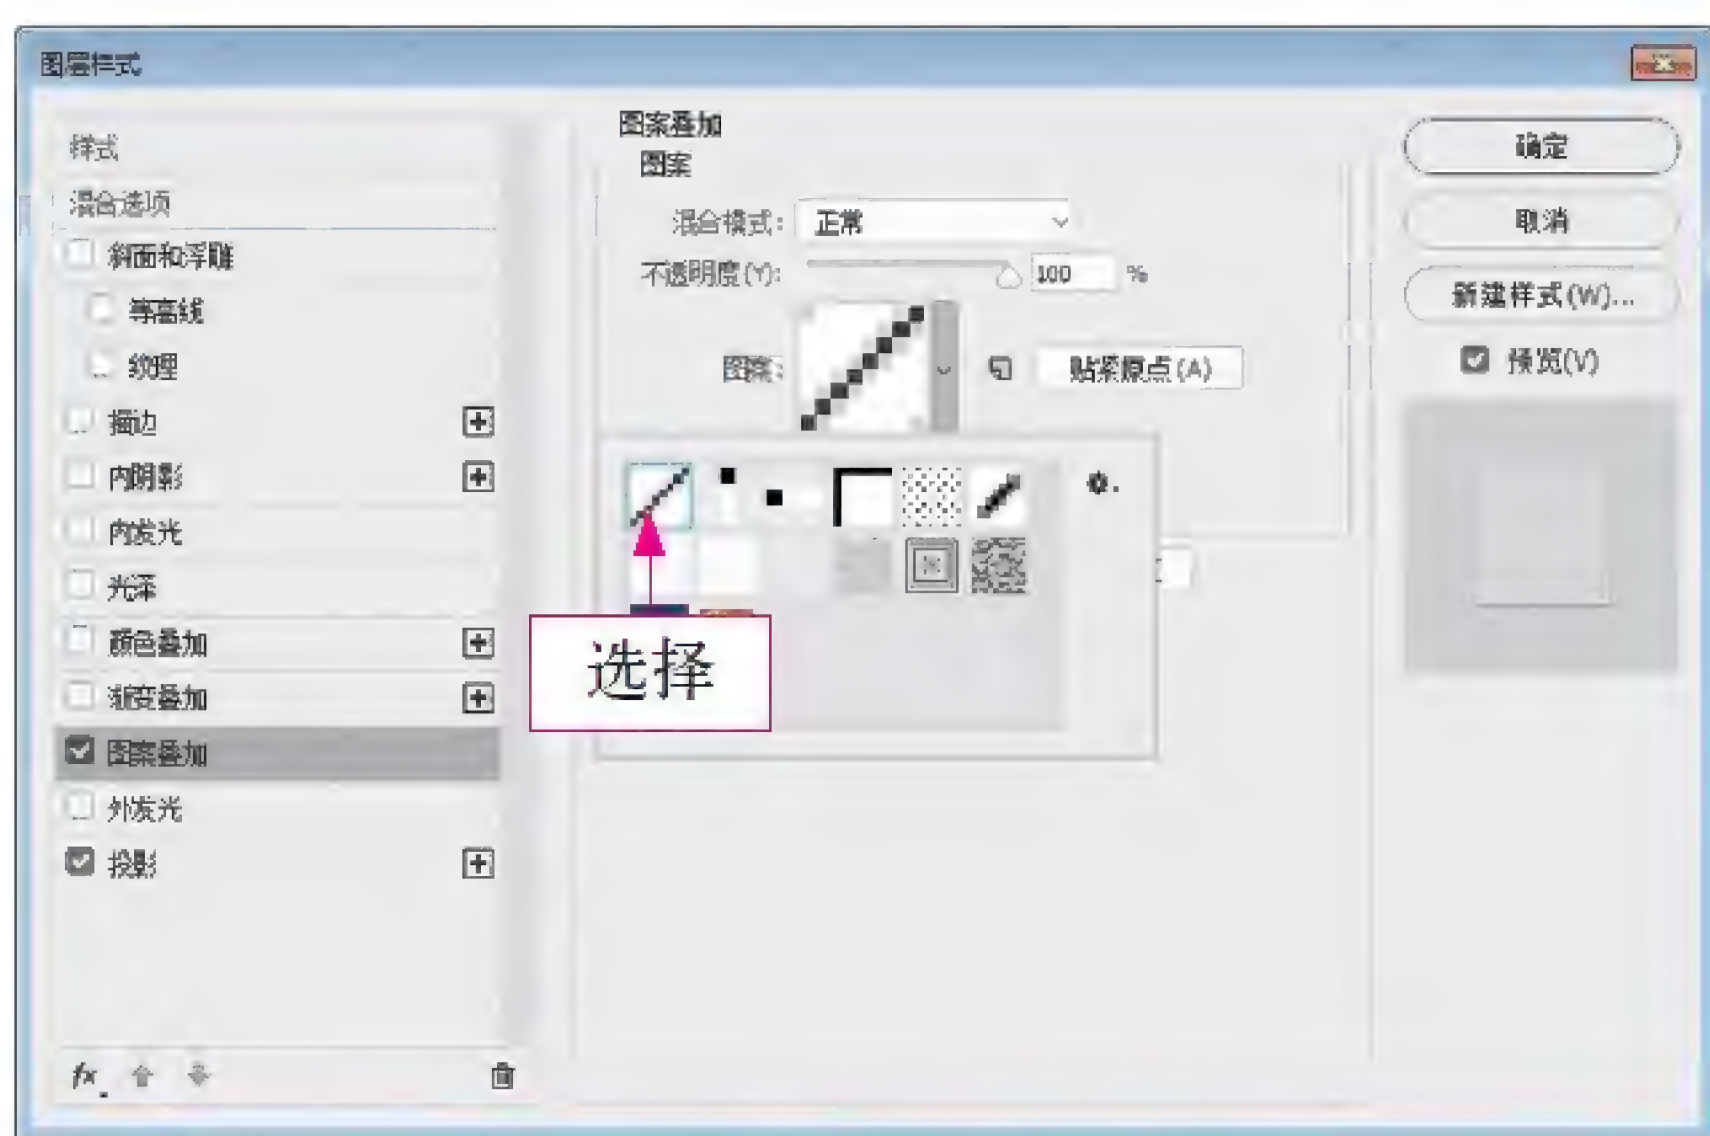 图层样式
样式
混合选项
斜面和浮雕
等高线
纹理
描边
内阴影
内发光
光泽
颜色叠加
渐变叠加
图案叠加
外发光
投影
fx
图案叠加
图案
混合模式: 正常
不透明度(Y): 100 %
图案: 贴紧原点(A)
选择
确定
取消
新建样式(W)...
预览(V)